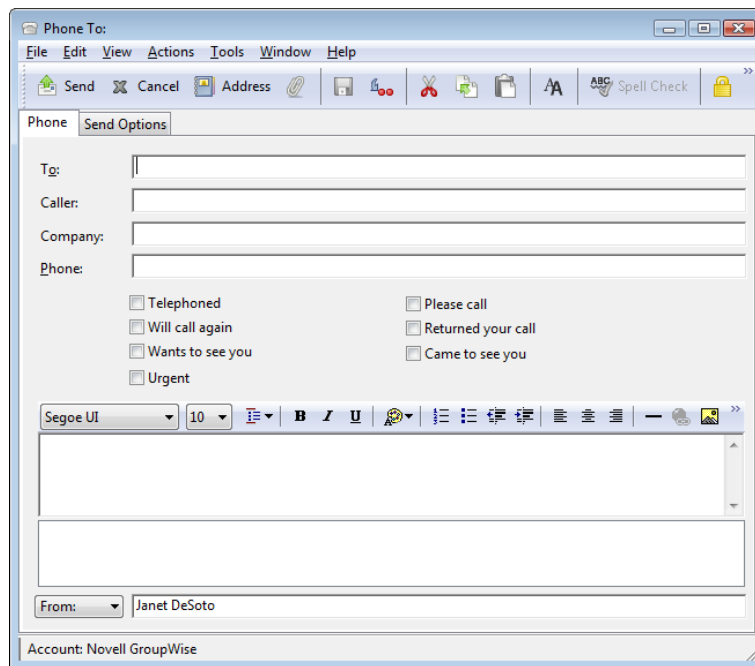 Phone To:
File Edit View Actions Tools Window Help
Send Cancel Address ABC Spell Check »
Phone Send Options
To:
Caller:
Company:
Phone:
Telephoned Please call
Will call again Returned your call
Wants to see you Came to see you
Urgent
Segoe UI 10 B I U »
From: Janet DeSoto
Account: Novell GroupWise